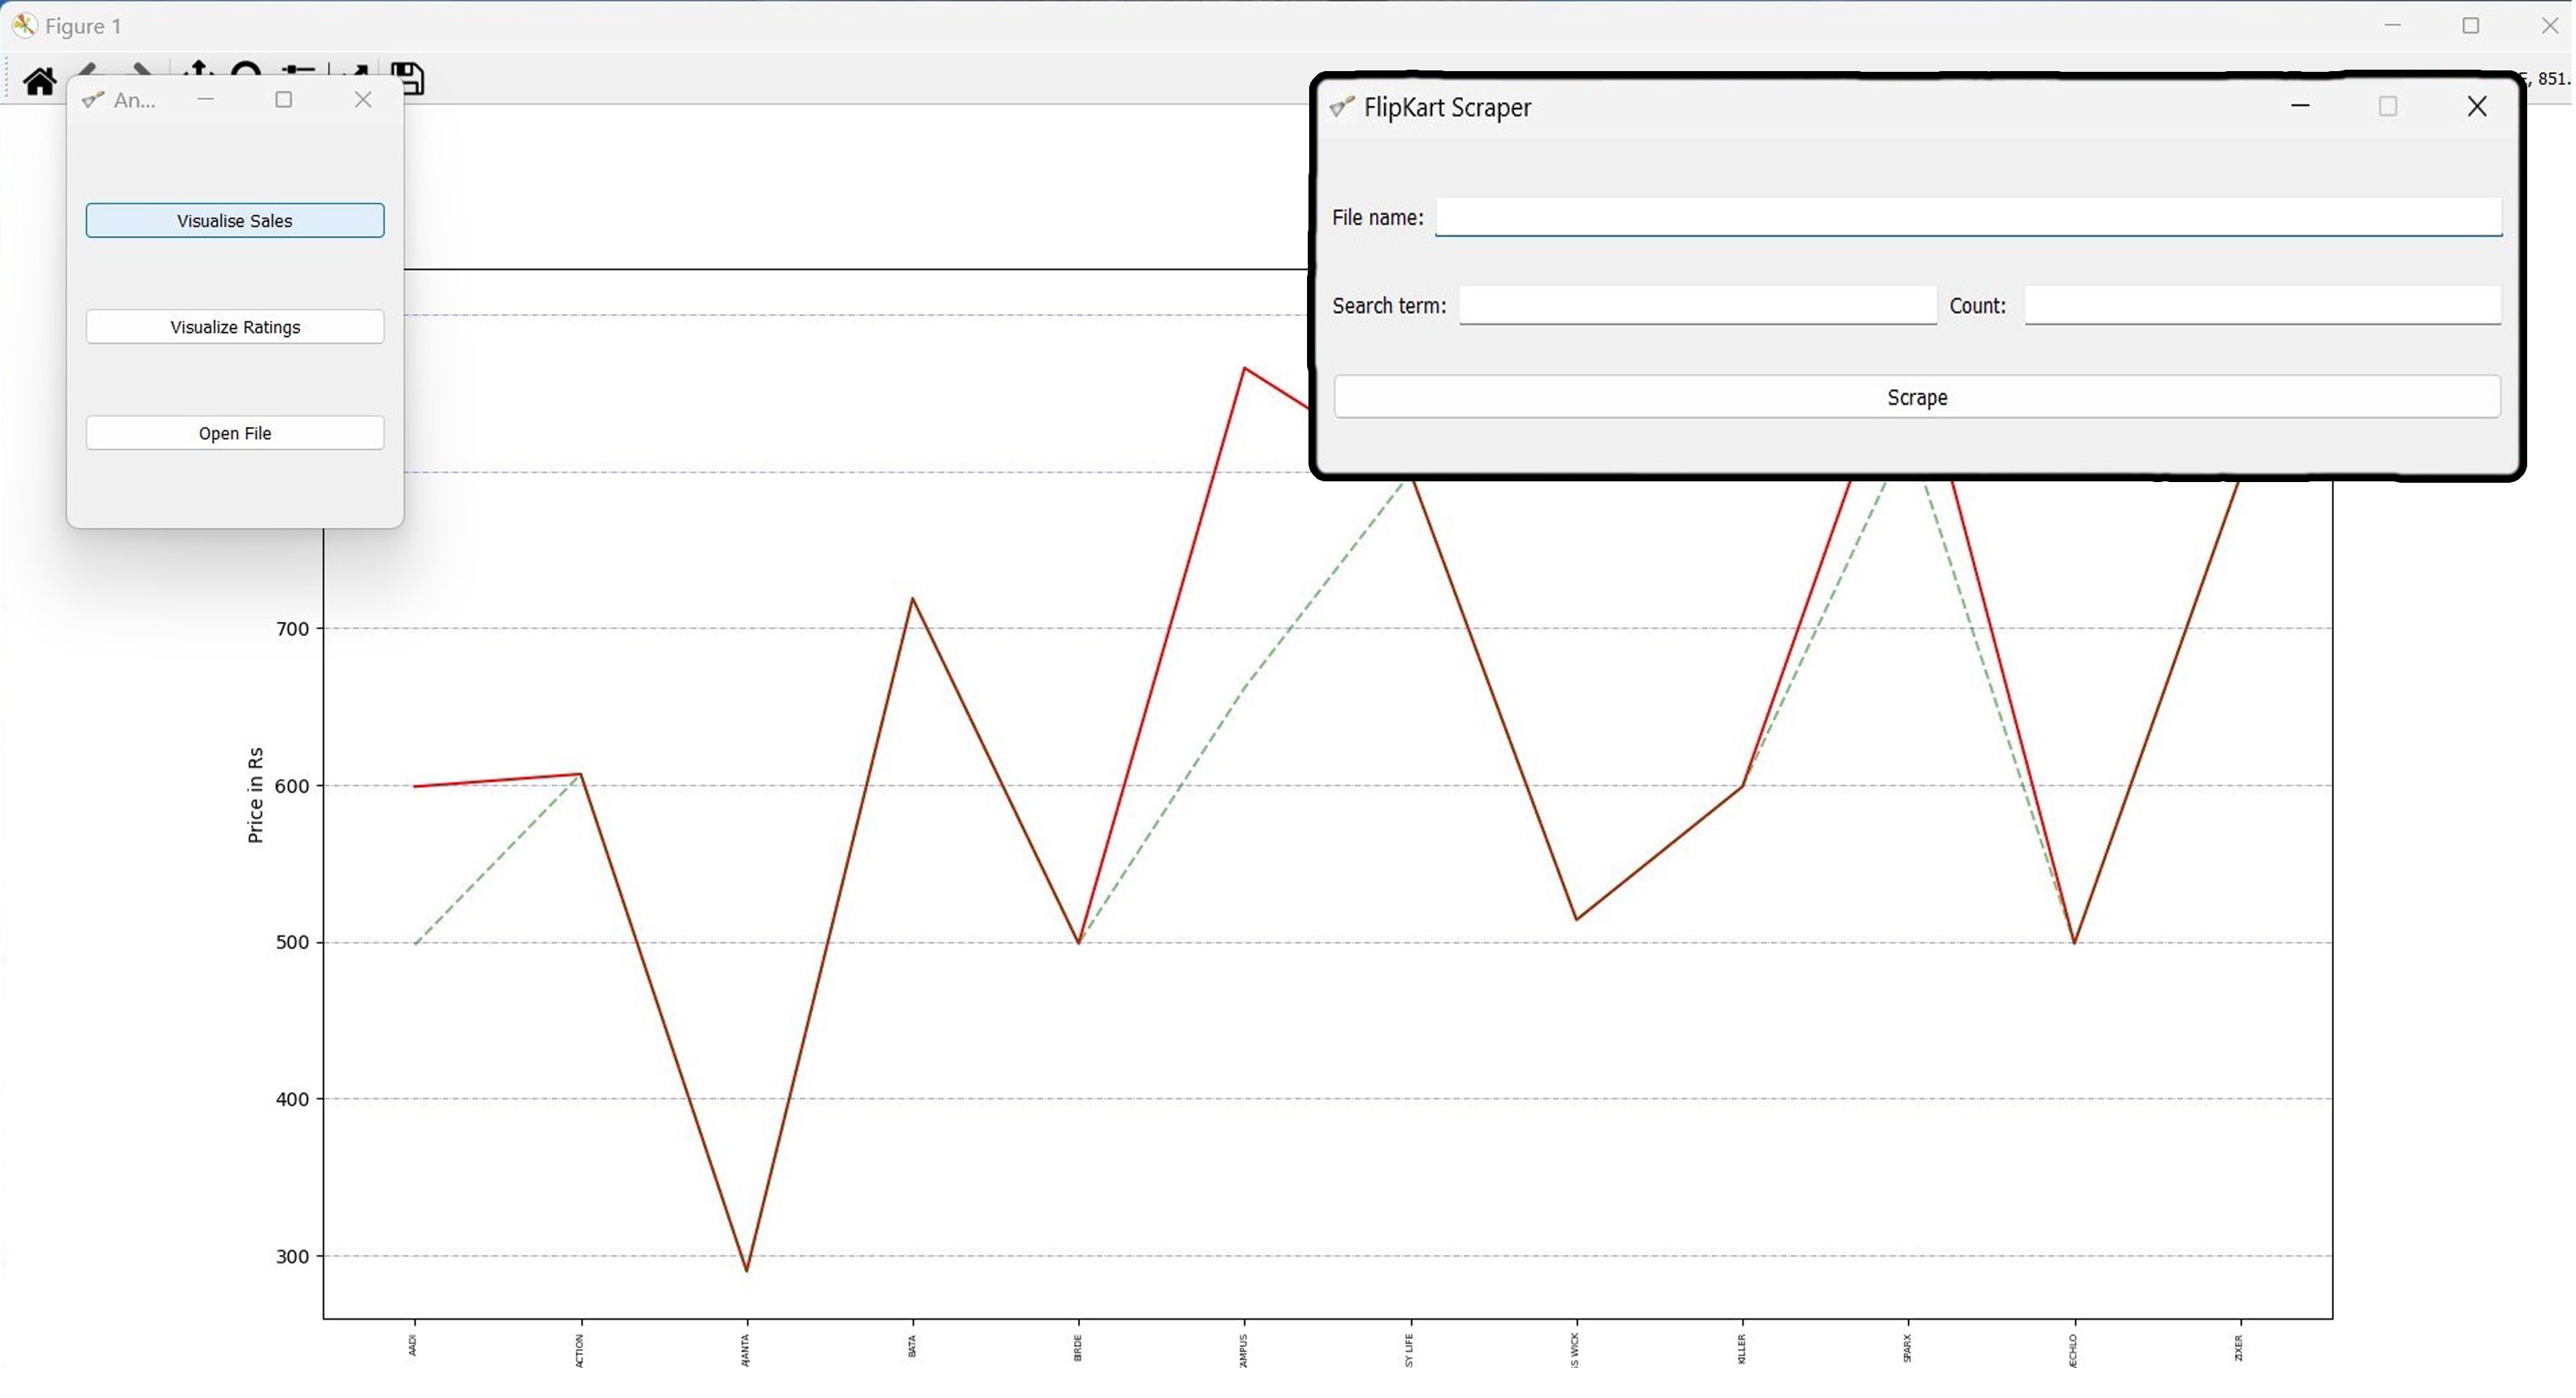 Figure 1
851.
An...
Visualise Sales
Visualize Ratings
Open File
FlipKart Scraper
File name:
Search term:
Count:
Scrape
Price in Rs
700
600
500
400
300
AADI
ACTION
AJANTA
BATA
BIRDE
AMPUS
SY LIFE
S WICK
KILLER
SPARX
ECHLO
ZIXER